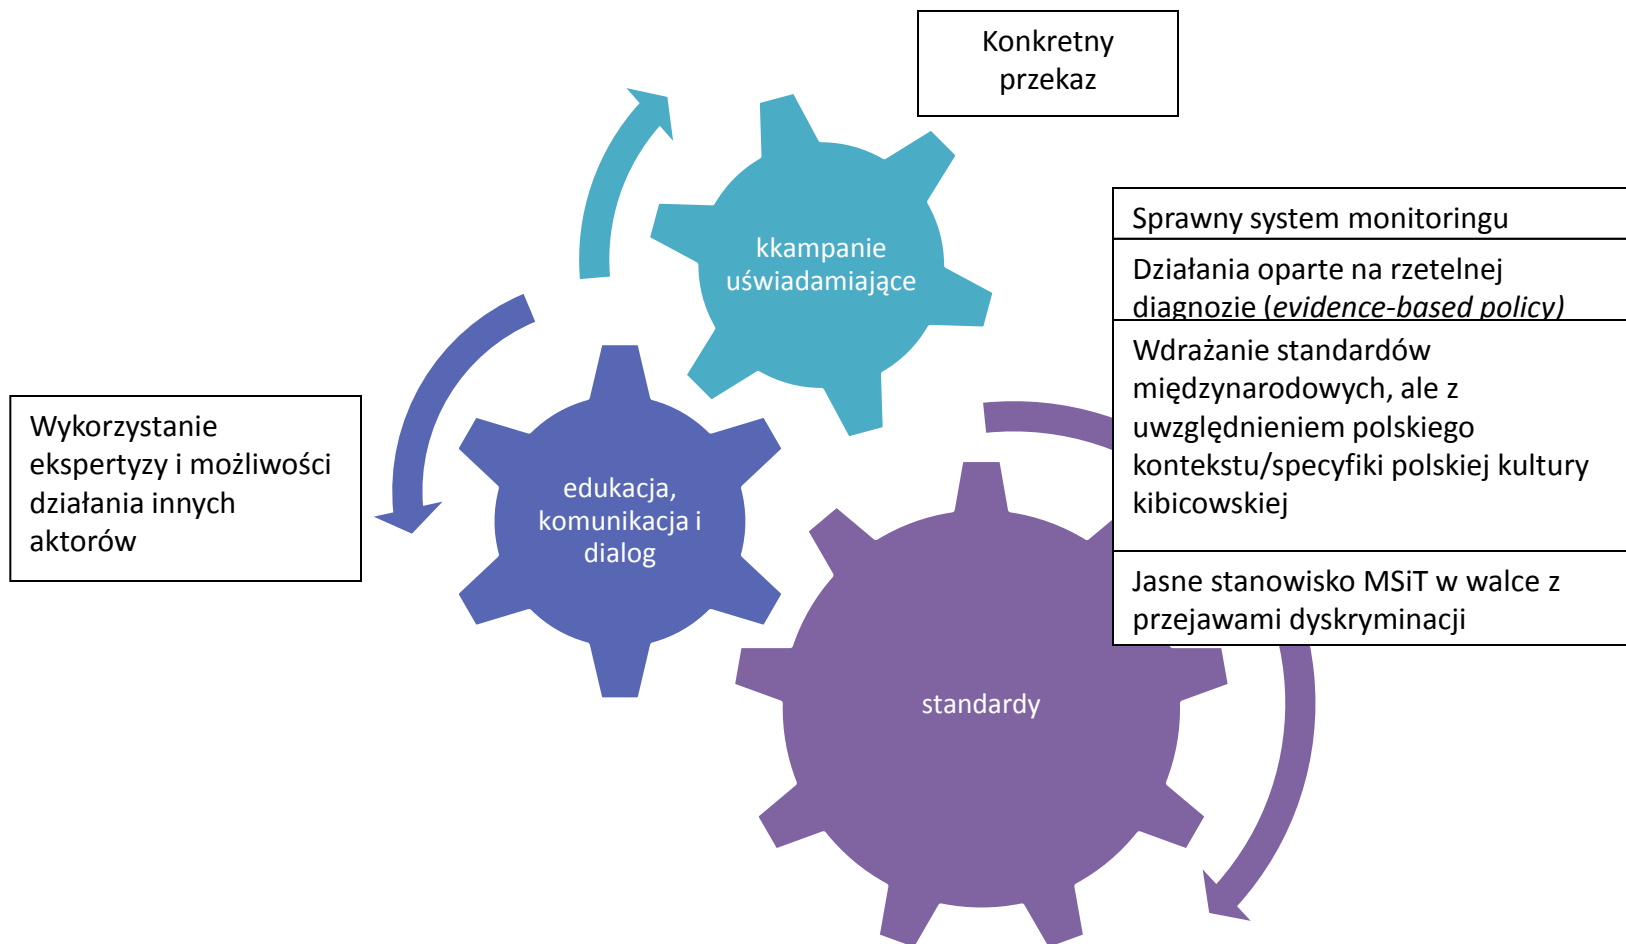 Konkretny
przekaz
kkampanie
uświadamiające
Sprawny system monitoringu
Działania oparte na rzetelnej
diagnozie (evidence-based policy)
Wdrażanie standardów
międzynarodowych, ale z
uwzględnieniem polskiego
kontekstu/specyfiki polskiej kultury
kibicowskiej
Jasne stanowisko MSiT w walce z
przejawami dyskryminacji
Wykorzystanie
ekspertyzy i możliwości
działania innych
aktorów
edukacja,
komunikacja i
dialog
standardy